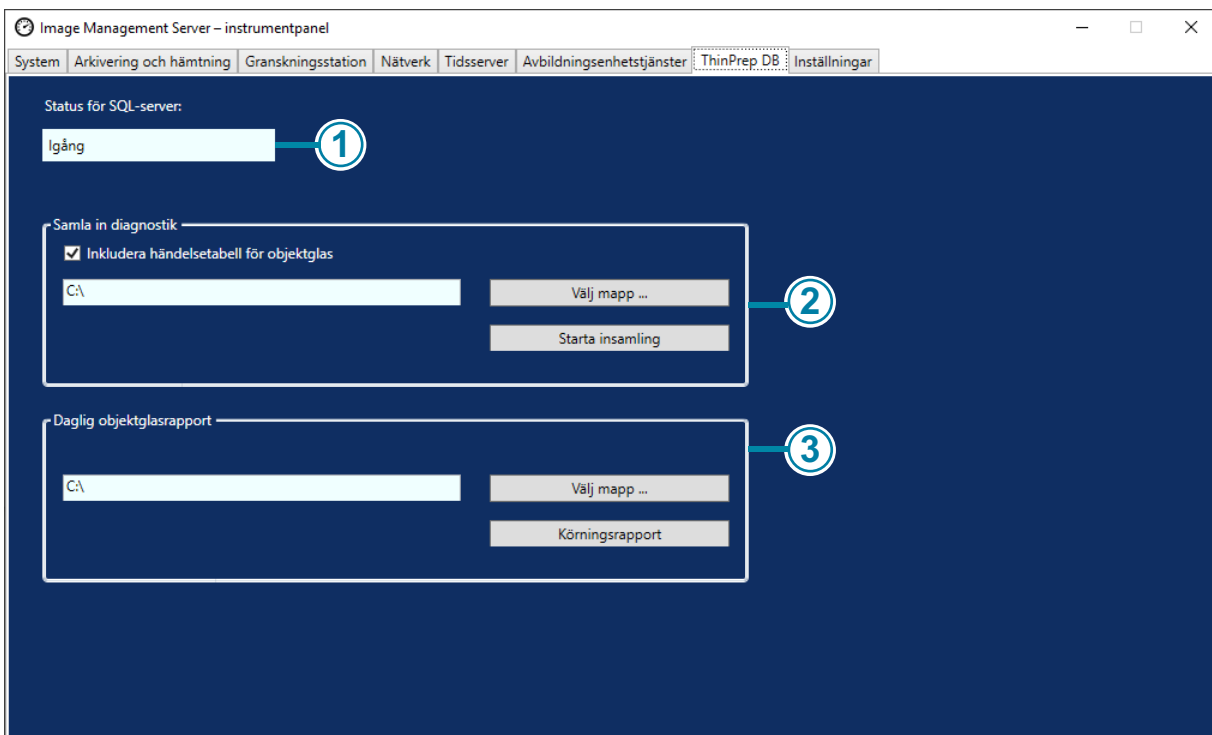 Image Management Server – instrumentpanel
System Arkivering och hämtning Granskningsstation Nätverk Tidsserver Avbildningsenhetstjänster ThinPrep DB Inställningar
Status för SQL-server:
Igång
1
Samla in diagnostik
Inkludera händelsetabell för objektglas
C:\ Välj mapp ...
2
Starta insamling
Daglig objektglasrapport
3
C:\ Välj mapp ...
Körningsrapport